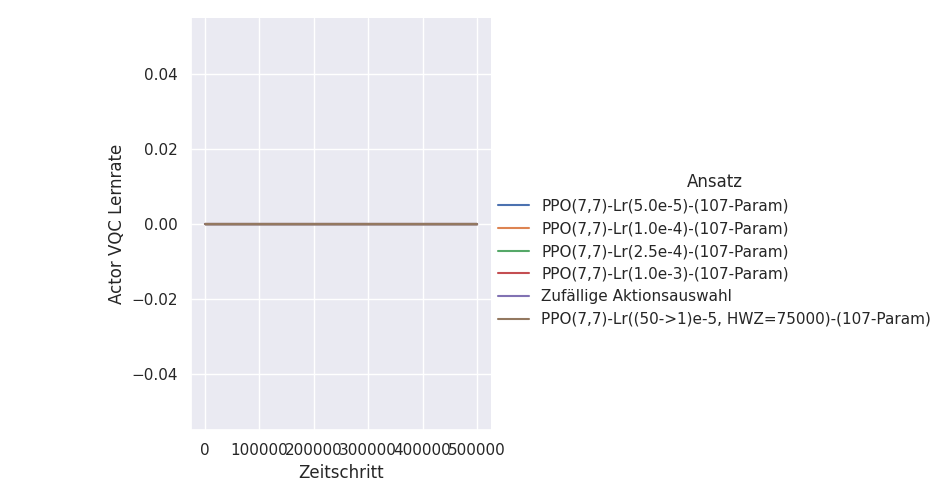 0.04
0.02
0.00
−0.02
−0.04
Actor VQC Lernrate
0 100000 200000 300000 400000 500000
Zeitschritt
Ansatz
PPO(7,7)-Lr(5.0e-5)-(107-Param)
PPO(7,7)-Lr(1.0e-4)-(107-Param)
PPO(7,7)-Lr(2.5e-4)-(107-Param)
PPO(7,7)-Lr(1.0e-3)-(107-Param)
Zufällige Aktionsauswahl
PPO(7,7)-Lr((50->1)e-5, HWZ=75000)-(107-Param)